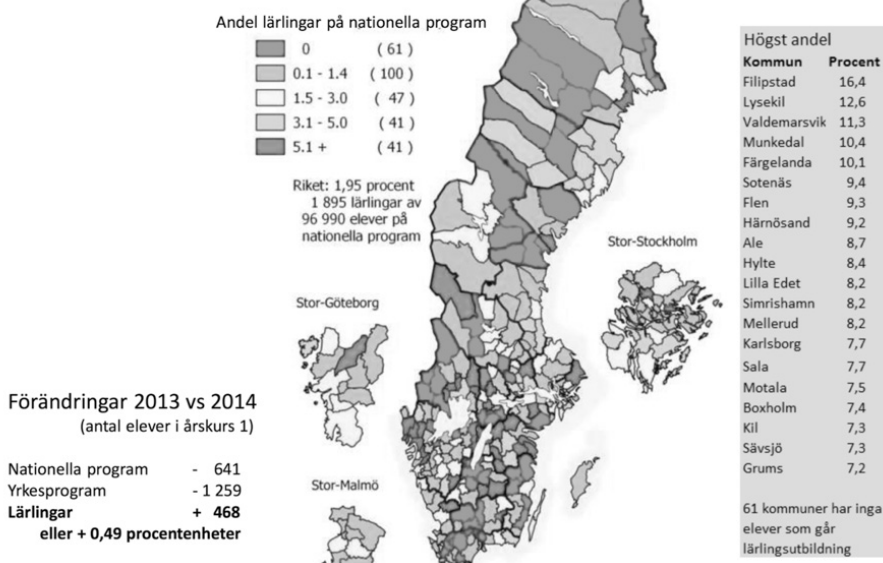 Andel lärlingar på nationella program
0 (61)
0.1 - 1.4 (100)
1.5 - 3.0 (47)
3.1 - 5.0 (41)
5.1 + (41)
Riket: 1,95 procent
1 895 lärlingar av
96 990 elever på
nationella program
Stor-Göteborg
Stor-Stockholm
Stor-Malmö
Förändringar 2013 vs 2014
(antal elever i årskurs 1)
Nationella program - 641
Yrkesprogram - 1 259
Lärlingar + 468
eller + 0,49 procentenheter
Högst andel
Kommun Procent
Filipstad 16,4
Lysekil 12,6
Valdemarsvik 11,3
Munkedal 10,4
Färgelanda 10,1
Sotenäs 9,4
Flen 9,3
Härnösand 9,2
Ale 8,7
Hylte 8,4
Lilla Edet 8,2
Simrishamn 8,2
Mellerud 8,2
Karlsborg 7,7
Sala 7,7
Motala 7,5
Boxholm 7,4
Kil 7,3
Sävsjö 7,3
Grums 7,2
61 kommuner har inga
elever som går
lärlingsutbildning